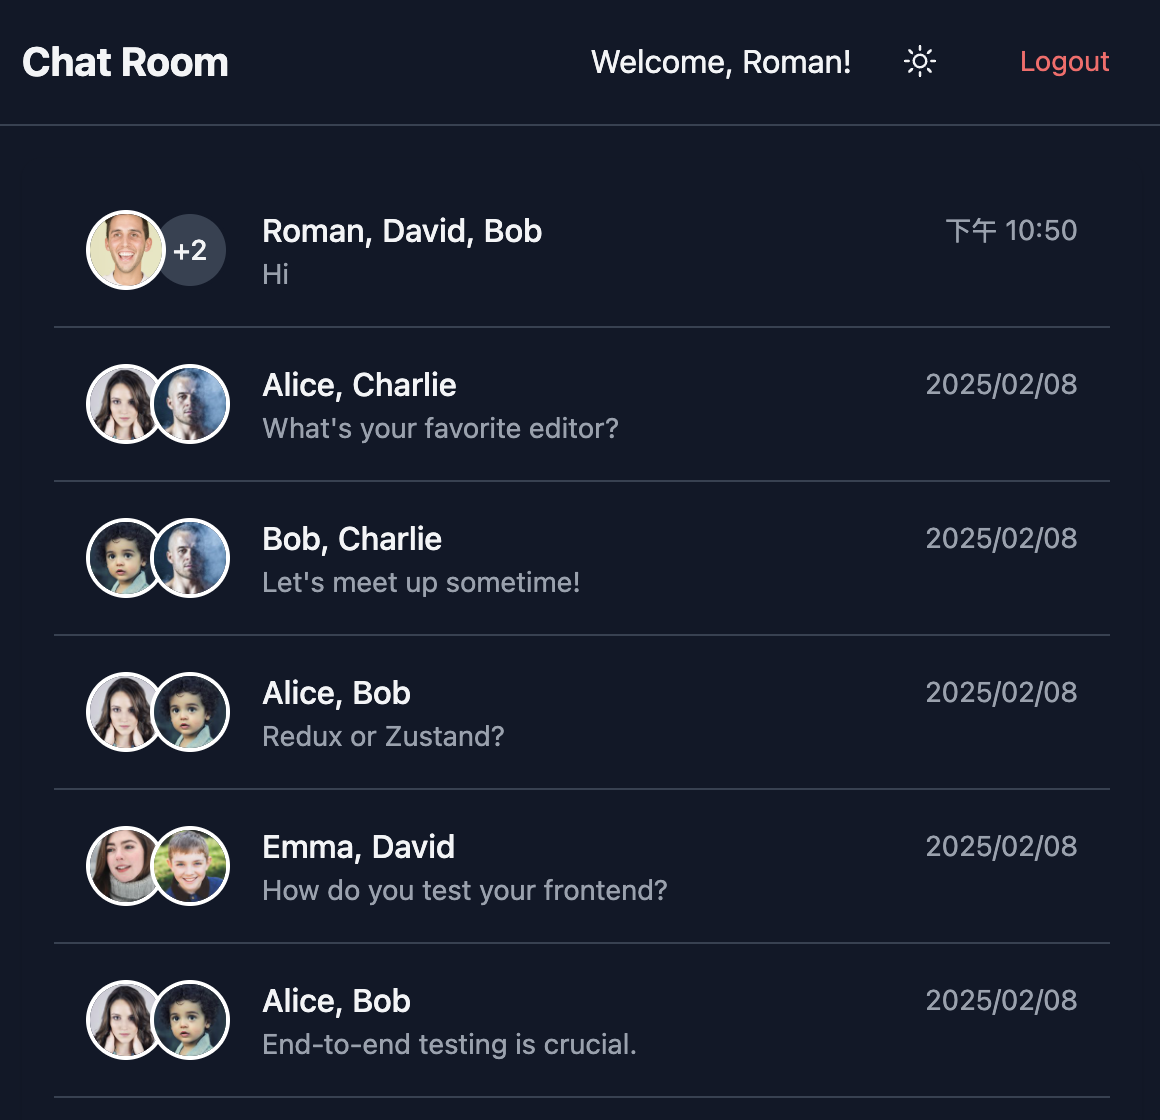 Chat Room
Welcome, Roman!
Logout
+2
Roman, David, Bob
下午 10:50
Hi
Alice, Charlie
2025/02/08
What's your favorite editor?
Bob, Charlie
2025/02/08
Let's meet up sometime!
Alice, Bob
2025/02/08
Redux or Zustand?
Emma, David
2025/02/08
How do you test your frontend?
Alice, Bob
2025/02/08
End-to-end testing is crucial.